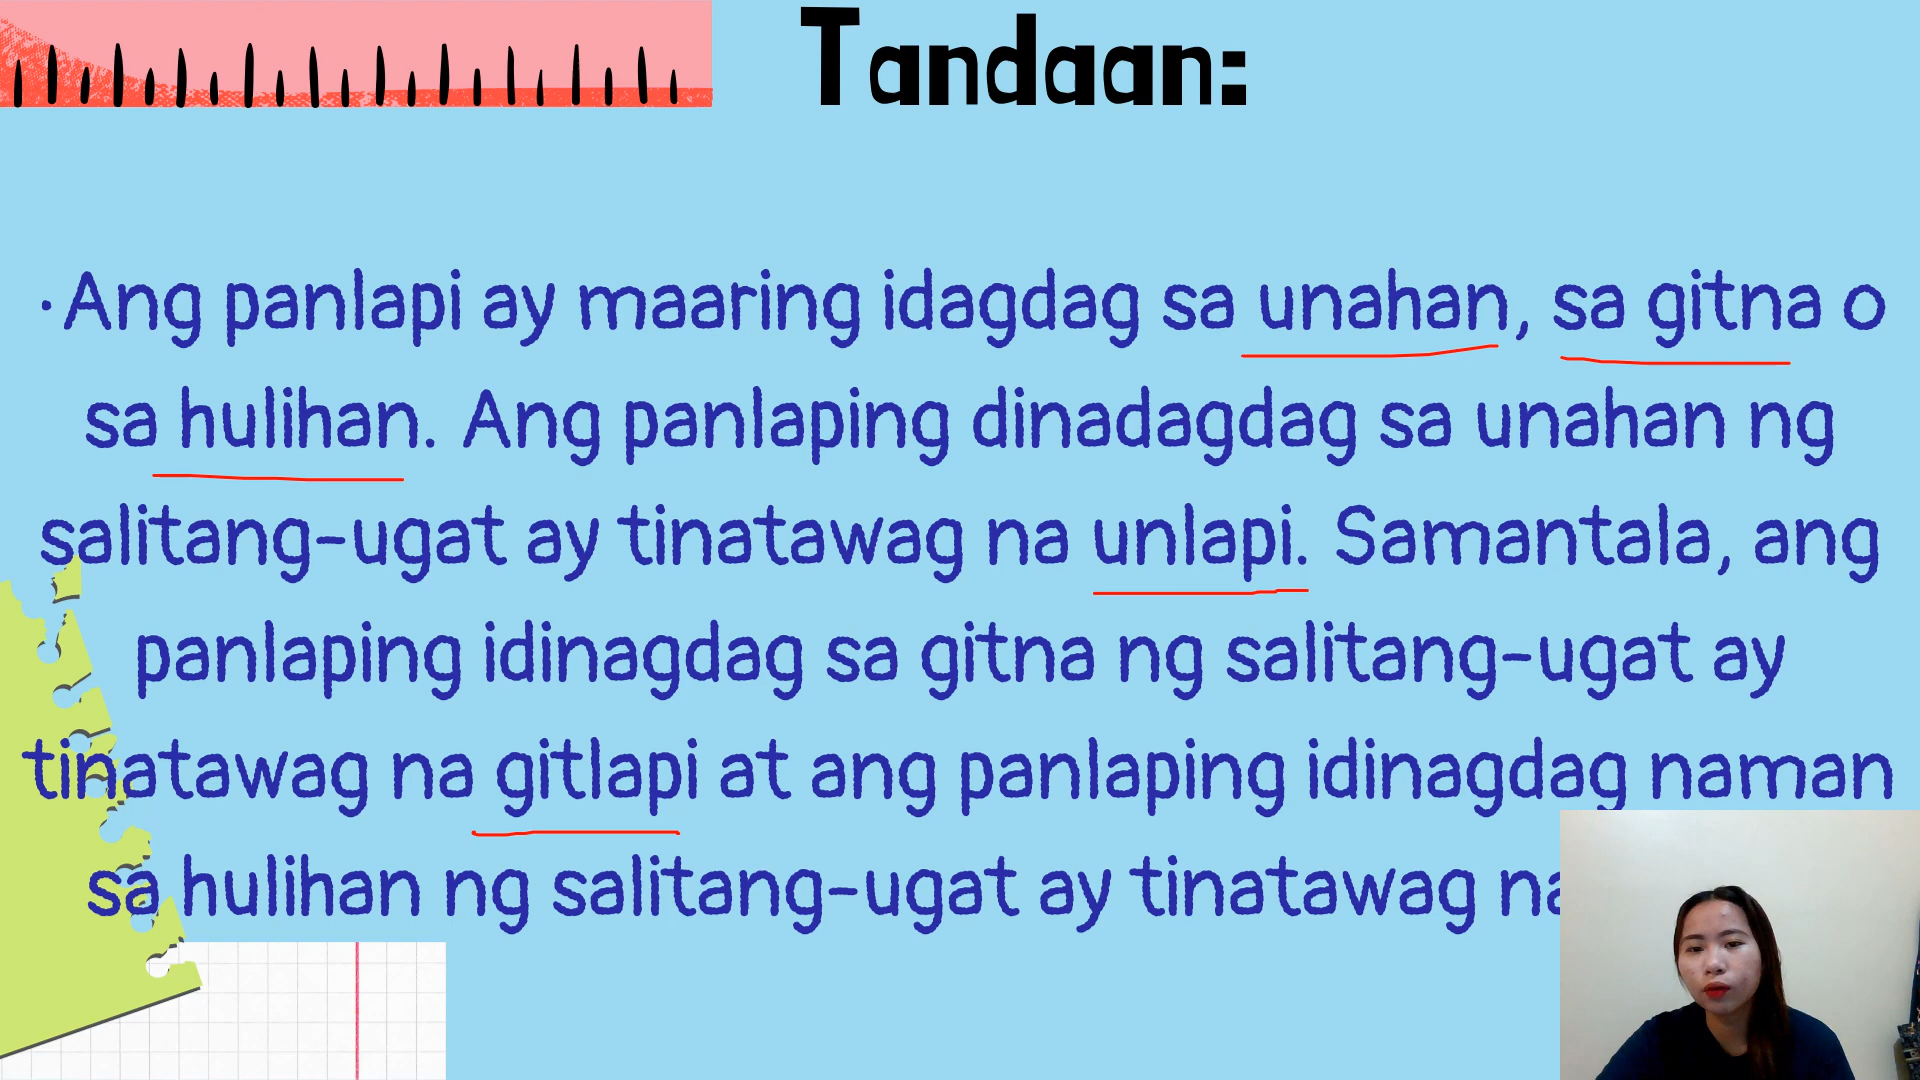 Tandaan:
·Ang panlapi ay maaring idagdag sa unahan, sa gitna o
sa hulihan. Ang panlaping dinadagdag sa unahan ng
salitang-ugat ay tinatawag na unlapi. Samantala, ang
panlaping idinagdag sa gitna ng salitang-ugat ay
tinatawag na gitlapi at ang panlaping idinagdag naman
sa hulihan ng salitang-ugat ay tinatawag na